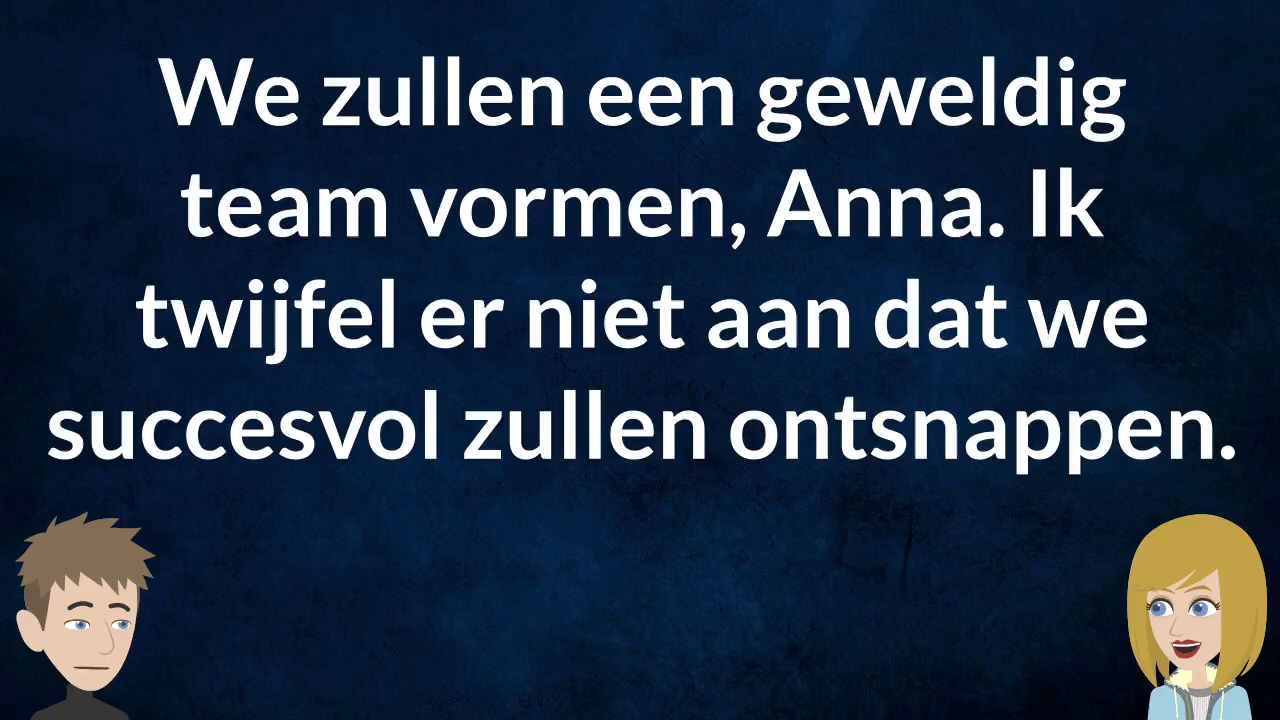 We zullen een geweldig
team vormen, Anna. Ik
twijfel er niet aan dat we
succesvol zullen ontsnappen.